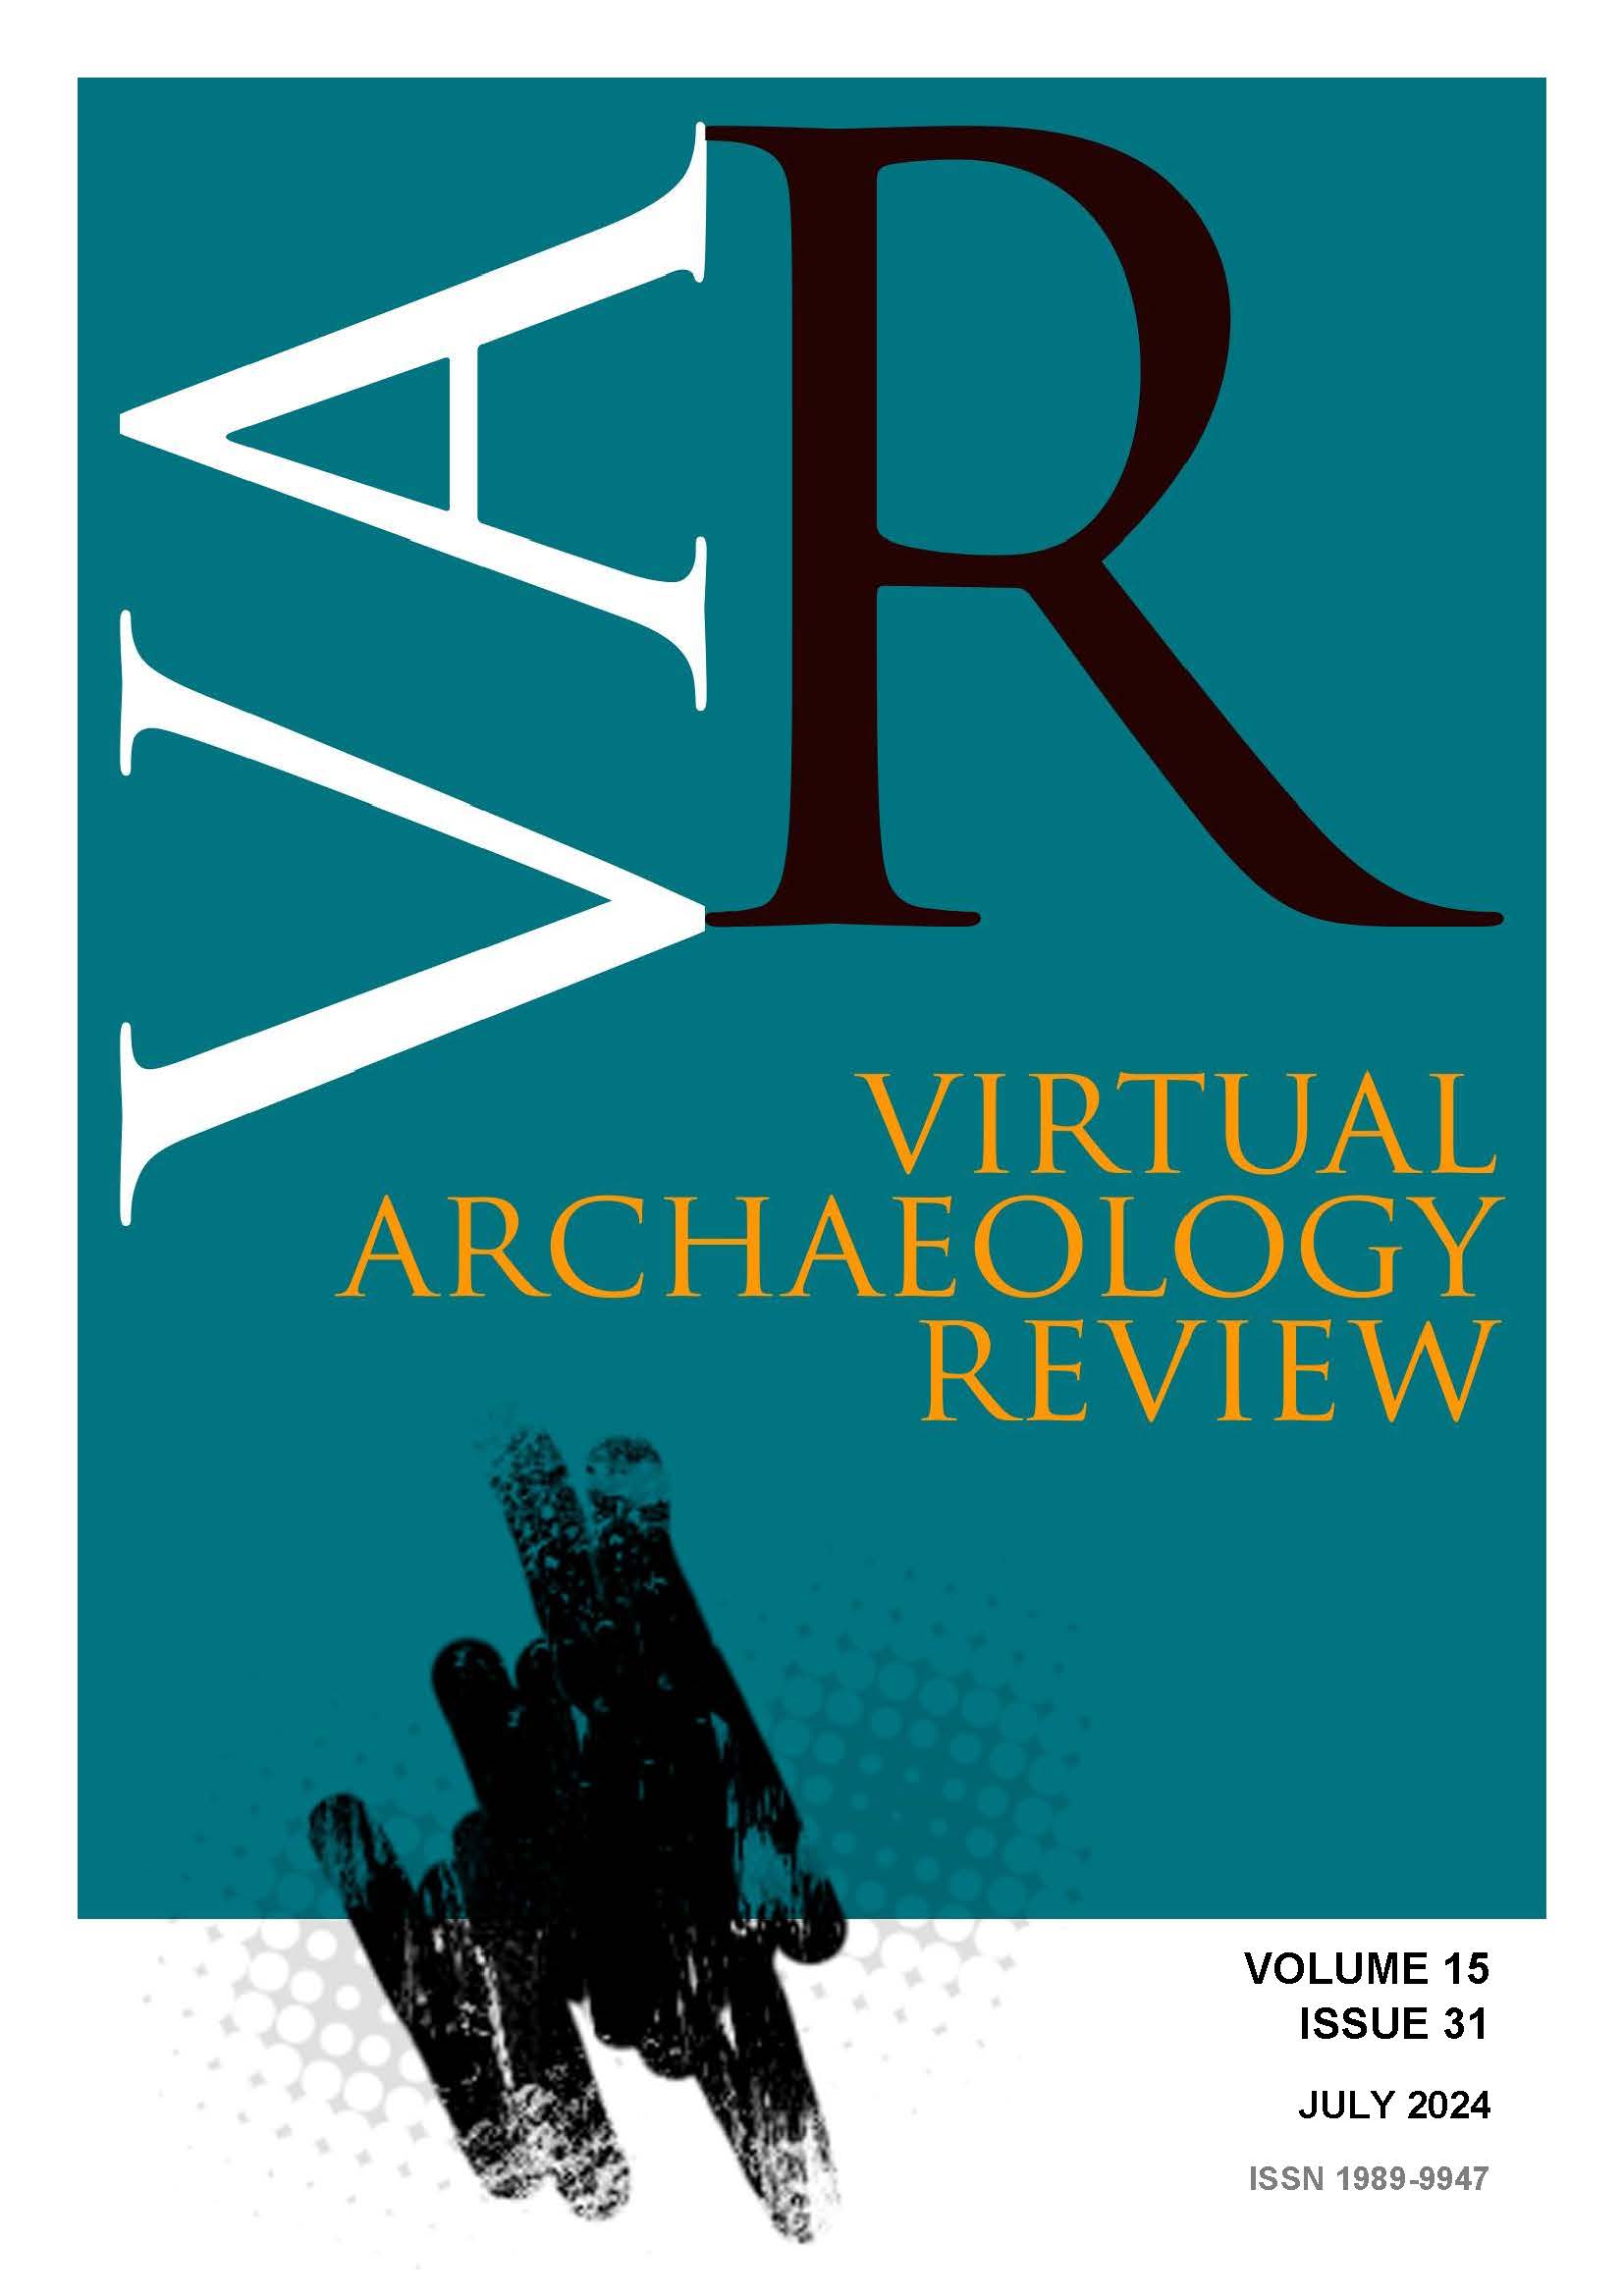 VAR
VIRTUAL
ARCHAEOLOGY
REVIEW
VOLUME 15
ISSUE 31
JULY 2024
ISSN 1989-9947